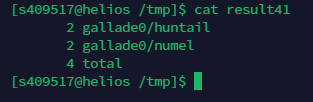 [s409517@helios /tmp]$ cat result41
2 gallade0/huntail
2 gallade0/numel
4 total
[s409517@helios /tmp]$